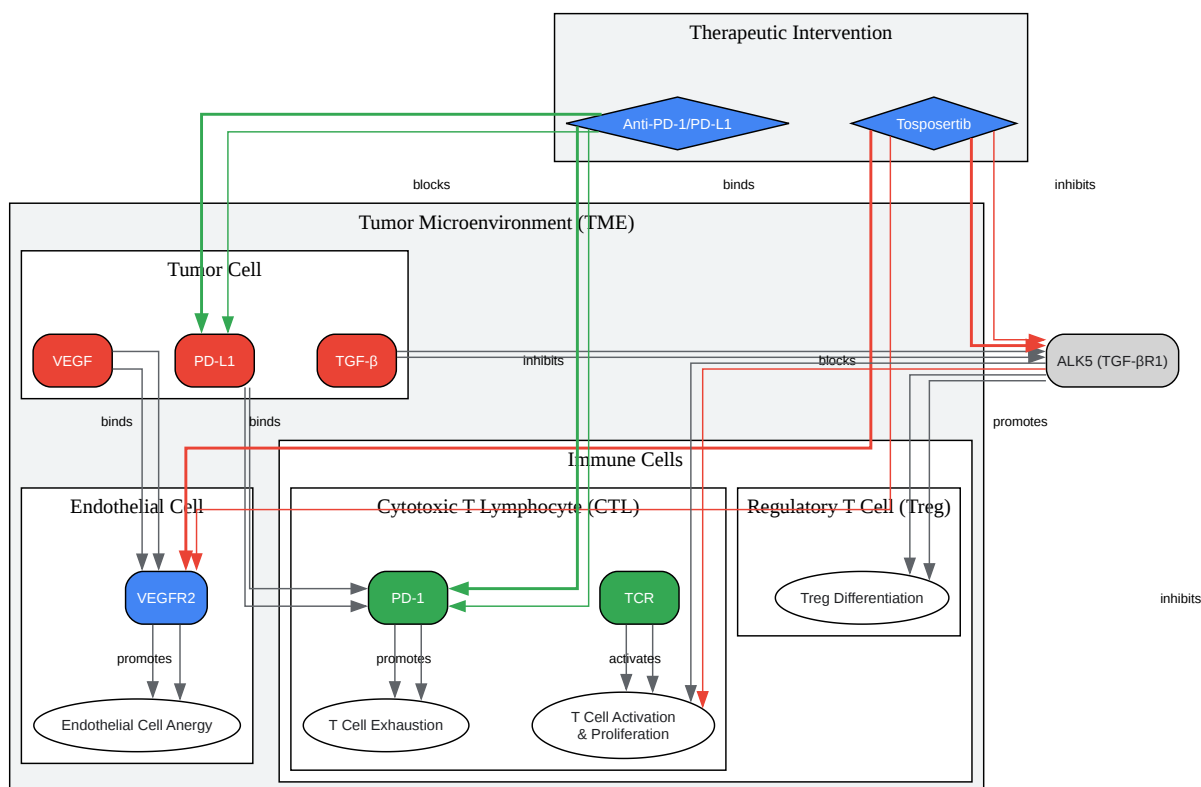 Therapeutic Intervention
Anti-PD-1/PD-L1
Tosposertib
blocks
binds
inhibits
Tumor Microenvironment (TME)
Tumor Cell
VEGF
PD-L1
TGF-β
inhibits
blocks
ALK5 (TGF-βR1)
binds
binds
promotes
Immune Cells
Endothelial Cell
Cytotoxic T Lymphocyte (CTL)
Regulatory T Cell (Treg)
VEGFR2
PD-1
TCR
Treg Differentiation
inhibits
promotes
promotes
activates
Endothelial Cell Anergy
T Cell Exhaustion
T Cell Activation
& Proliferation